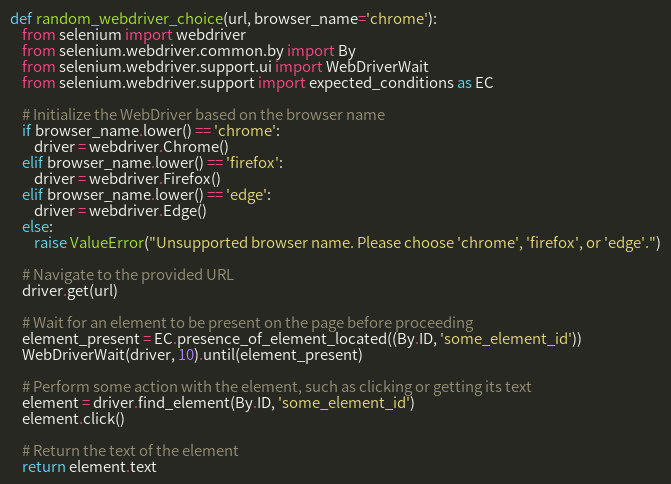 def random_webdriver_choice(url, browser_name='chrome'):
from selenium import webdriver
from selenium.webdriver.common.by import By
from selenium.webdriver.support.ui import WebDriverWait
from selenium.webdriver.support import expected_conditions as EC
# Initialize the WebDriver based on the browser name
if browser_name.lower() == 'chrome':
driver = webdriver.Chrome()
elif browser_name.lower() == 'firefox':
driver = webdriver.Firefox()
elif browser_name.lower() == 'edge':
driver = webdriver.Edge()
else:
raise ValueError("Unsupported browser name. Please choose 'chrome', 'firefox', or 'edge'.")
# Navigate to the provided URL
driver.get(url)
# Wait for an element to be present on the page before proceeding
element_present = EC.presence_of_element_located((By.ID, 'some_element_id'))
WebDriverWait(driver, 10).until(element_present)
# Perform some action with the element, such as clicking or getting its text
element = driver.find_element(By.ID, 'some_element_id')
element.click()
# Return the text of the element
return element.text